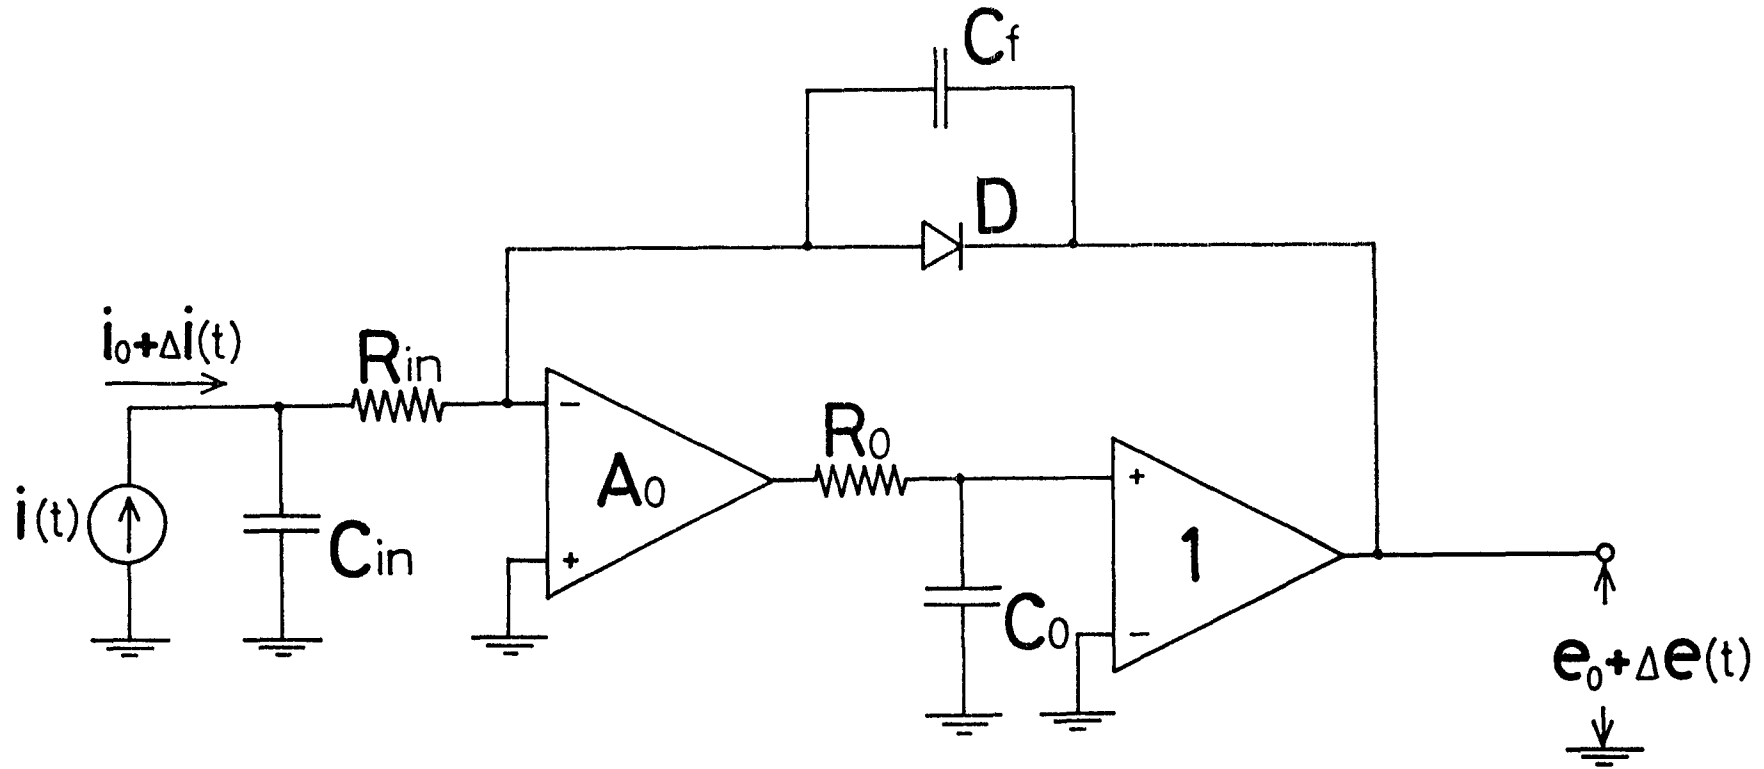 Cf
D
i0+Δi(t)
Rin
−
A0
+
R0
+
1
−
i(t)
Cin
C0
e0+Δe(t)